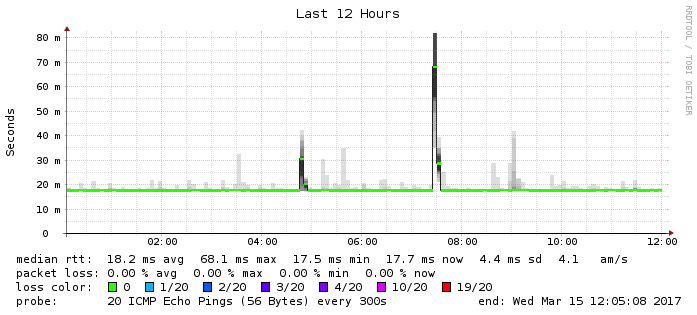 Last 12 Hours
RRDTOOL / TOBI OETIKER
Seconds
80 m
70 m
60 m
50 m
40 m
30 m
20 m
10 m
0
02:00 04:00 06:00 08:00 10:00 12:00
median rtt: 18.2 ms avg 68.1 ms max 17.5 ms min 17.7 ms now 4.4 ms sd 4.1 am/s
packet loss: 0.00 % avg 0.00 % max 0.00 % min 0.00 % now
loss color: 0 1/20 2/20 3/20 4/20 10/20 19/20
probe: 20 ICMP Echo Pings (56 Bytes) every 300s end: Wed Mar 15 12:05:08 2017